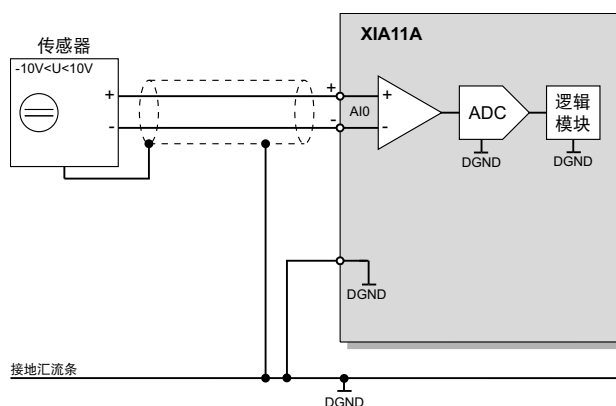 传感器
-10V<U<10V
+
-
XIA11A
+
-
AI0
+
-
ADC
逻辑
模块
DGND
DGND
DGND
接地汇流条
DGND